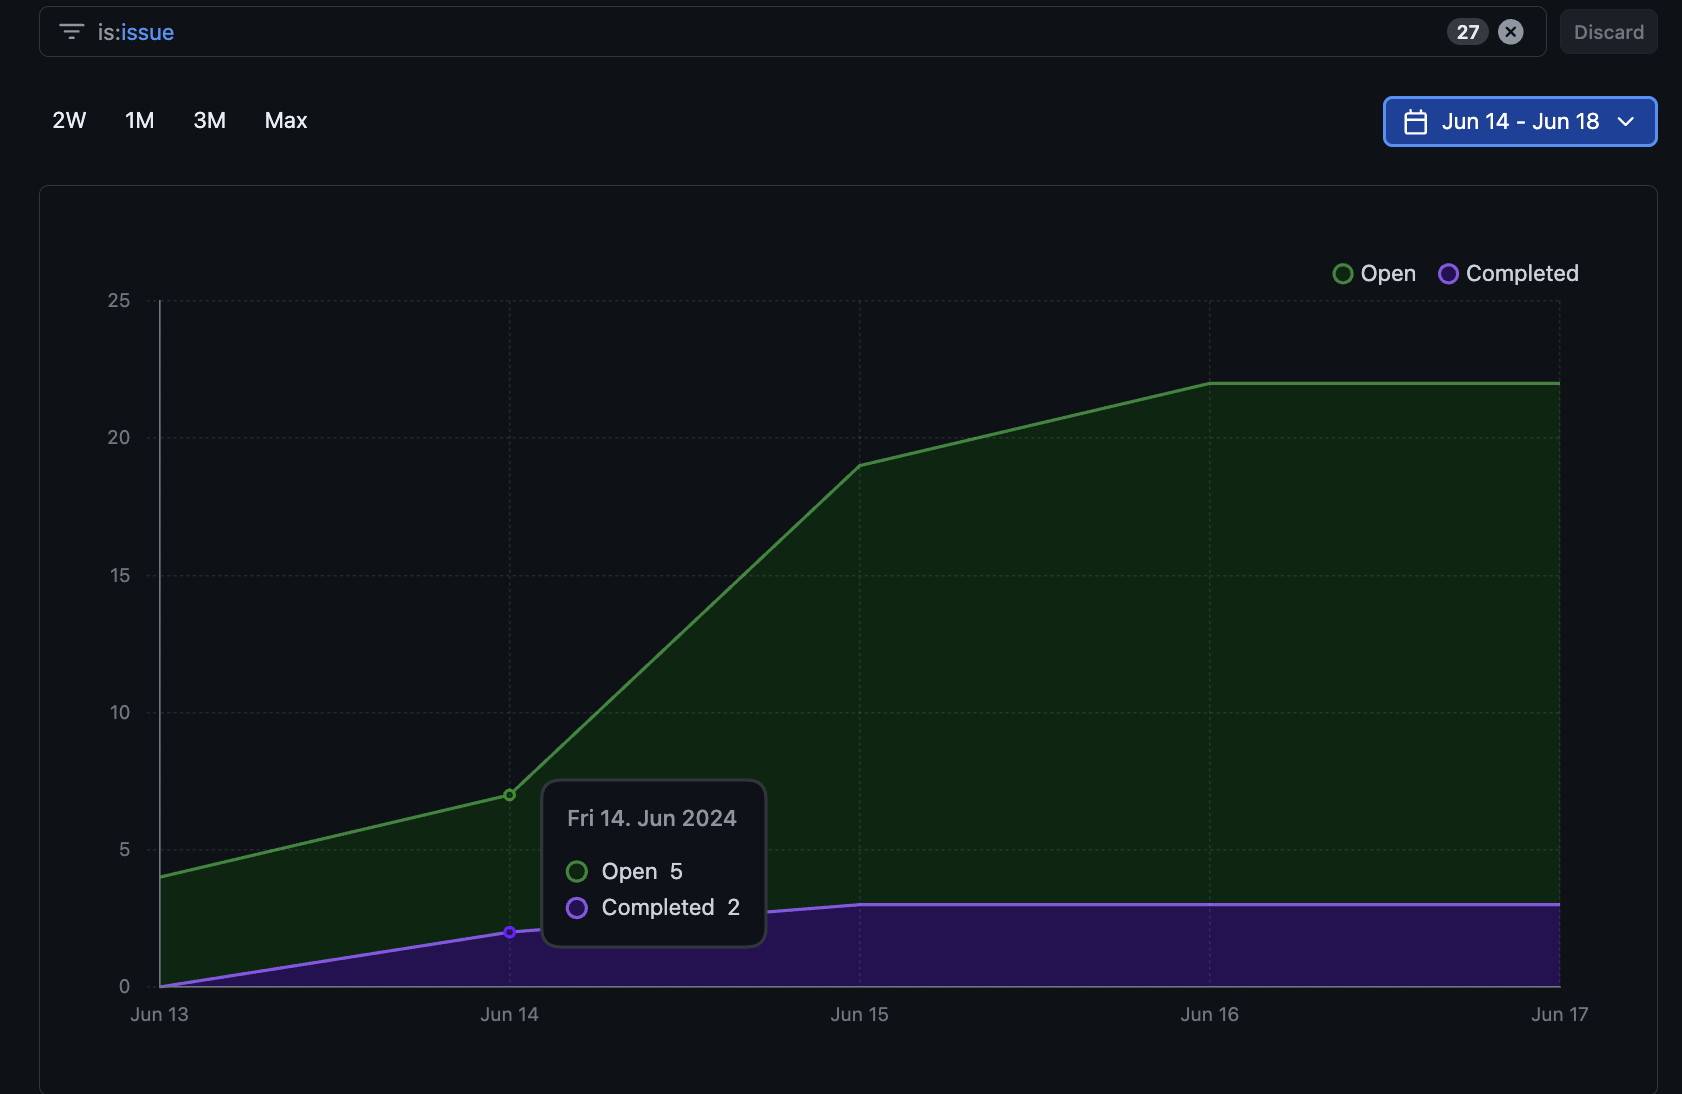 is:issue 27 Discard
2W 1M 3M Max Jun 14 - Jun 18
Open Completed
25
20
15
10
5
0
Fri 14. Jun 2024
Open 5
Completed 2
Jun 13 Jun 14 Jun 15 Jun 16 Jun 17